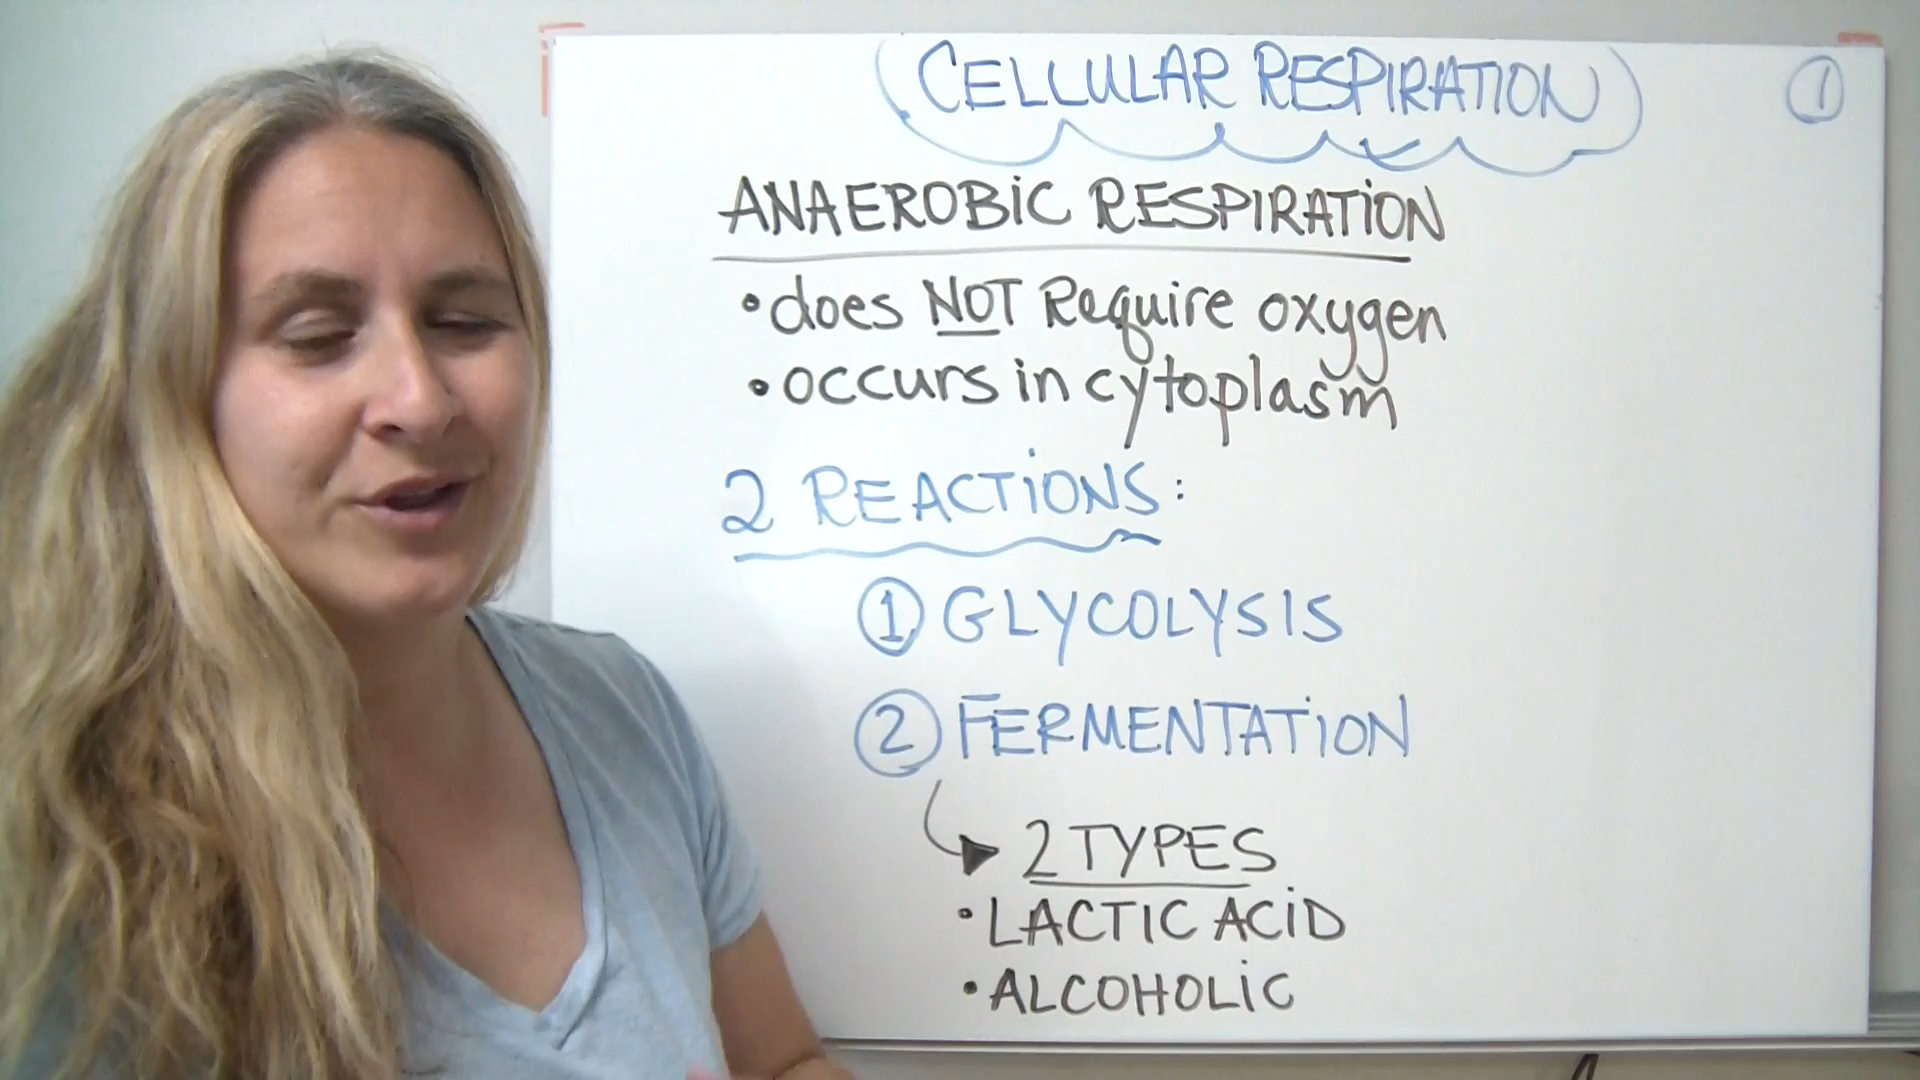 CELLULAR RESPIRATION
1
ANAEROBIC RESPIRATION
• does NOT Require oxygen
• occurs in cytoplasm
2 REACTIONS:
1 GLYCOLYSIS
2 FERMENTATION
2 TYPES
• LACTIC ACID
• ALCOHOLIC